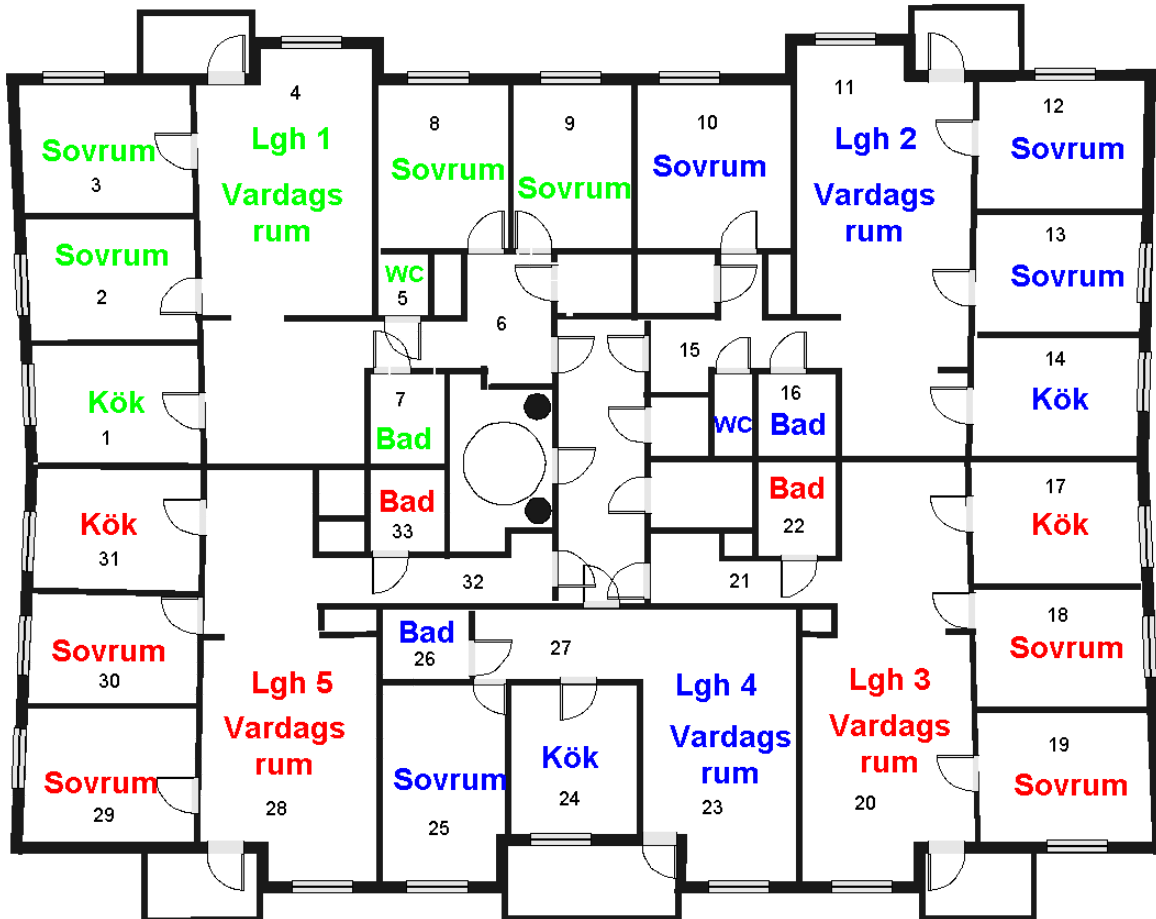 4
Lgh 1
Vardags
rum
Sovrum
3
8
Sovrum
9
Sovrum
10
Sovrum
11
Lgh 2
Vardags
rum
12
Sovrum
Sovrum
2
WC
5
6
13
Sovrum
Kök
1
7
Bad
15
WC
16
Bad
14
Kök
Kök
31
Bad
33
32
Bad
22
21
17
Kök
Sovrum
30
Lgh 5
Vardags
rum
28
Bad
26
27
Lgh 4
Vardags
rum
23
Lgh 3
Vardags
rum
20
18
Sovrum
Sovrum
29
Sovrum
25
Kök
24
19
Sovrum